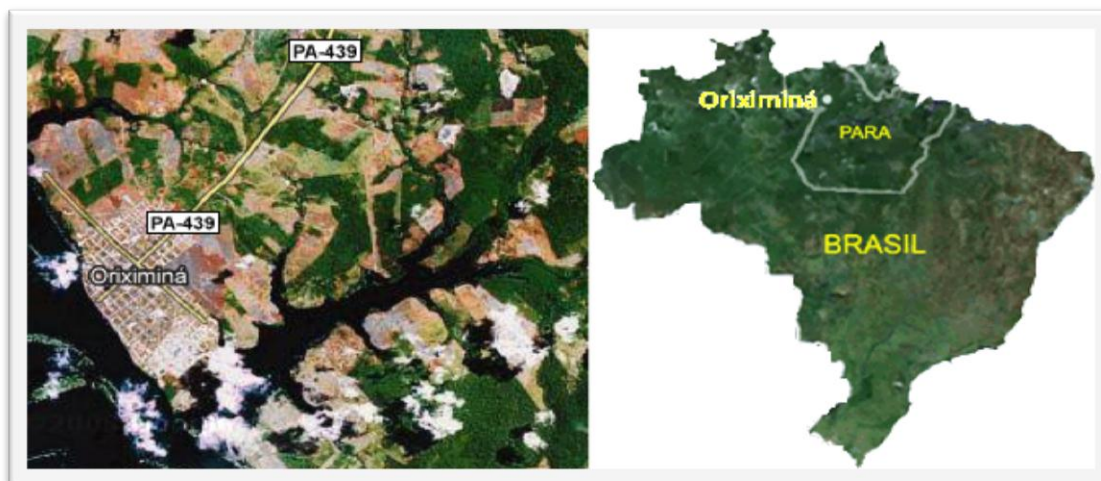 PA-439
PA-439
Oriximiná
Oriximiná
PARA
BRASIL